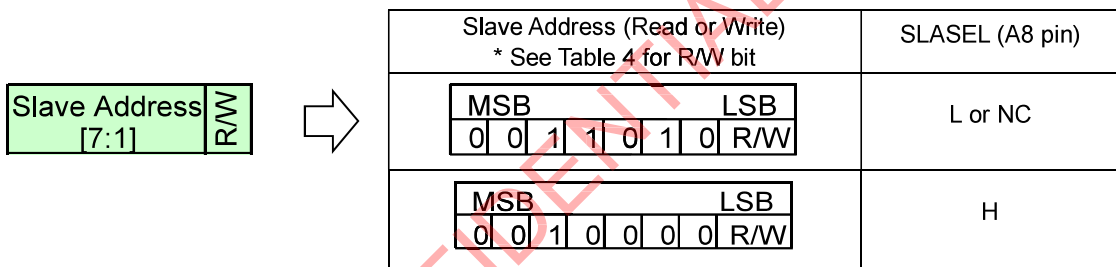 Slave Address
[7:1]
R/W
Slave Address (Read or Write)
* See Table 4 for R/W bit
SLASEL (A8 pin)
MSB LSB
0 0 1 1 0 1 0 R/W
L or NC
MSB LSB
0 0 1 0 0 0 0 R/W
H